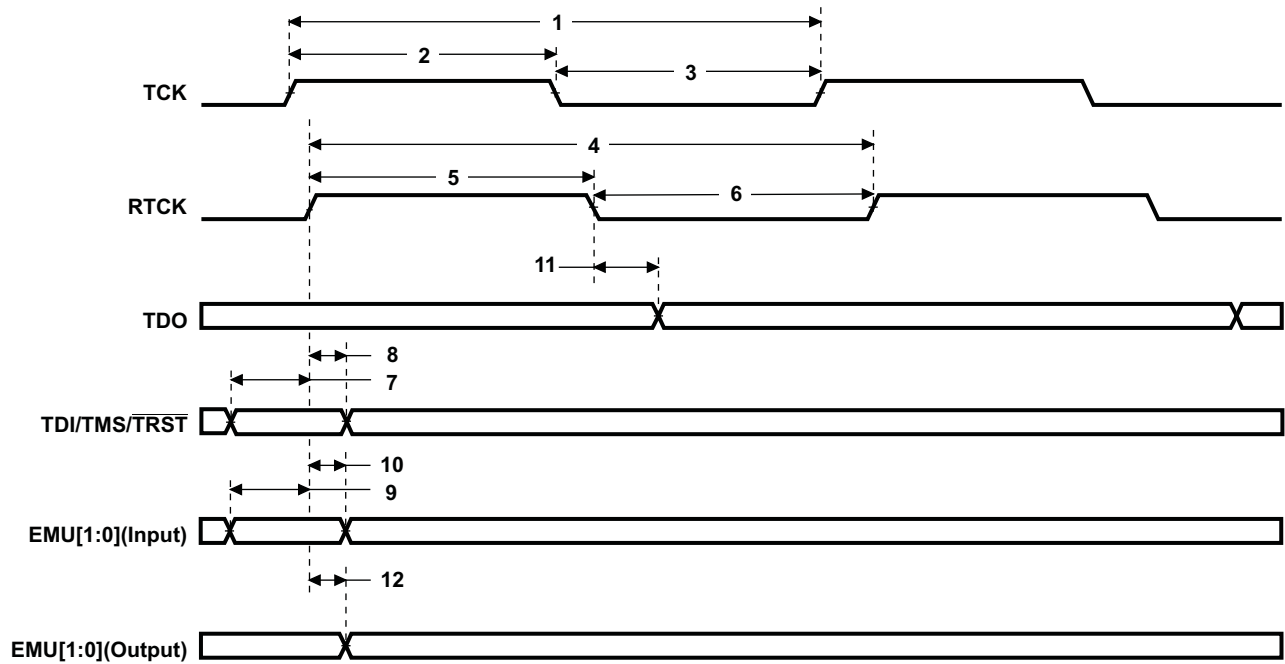 1
2
3
TCK
4
5
6
RTCK
11
TDO
8
7
TDI/TMS/TRST
10
9
EMU[1:0](Input)
12
EMU[1:0](Output)